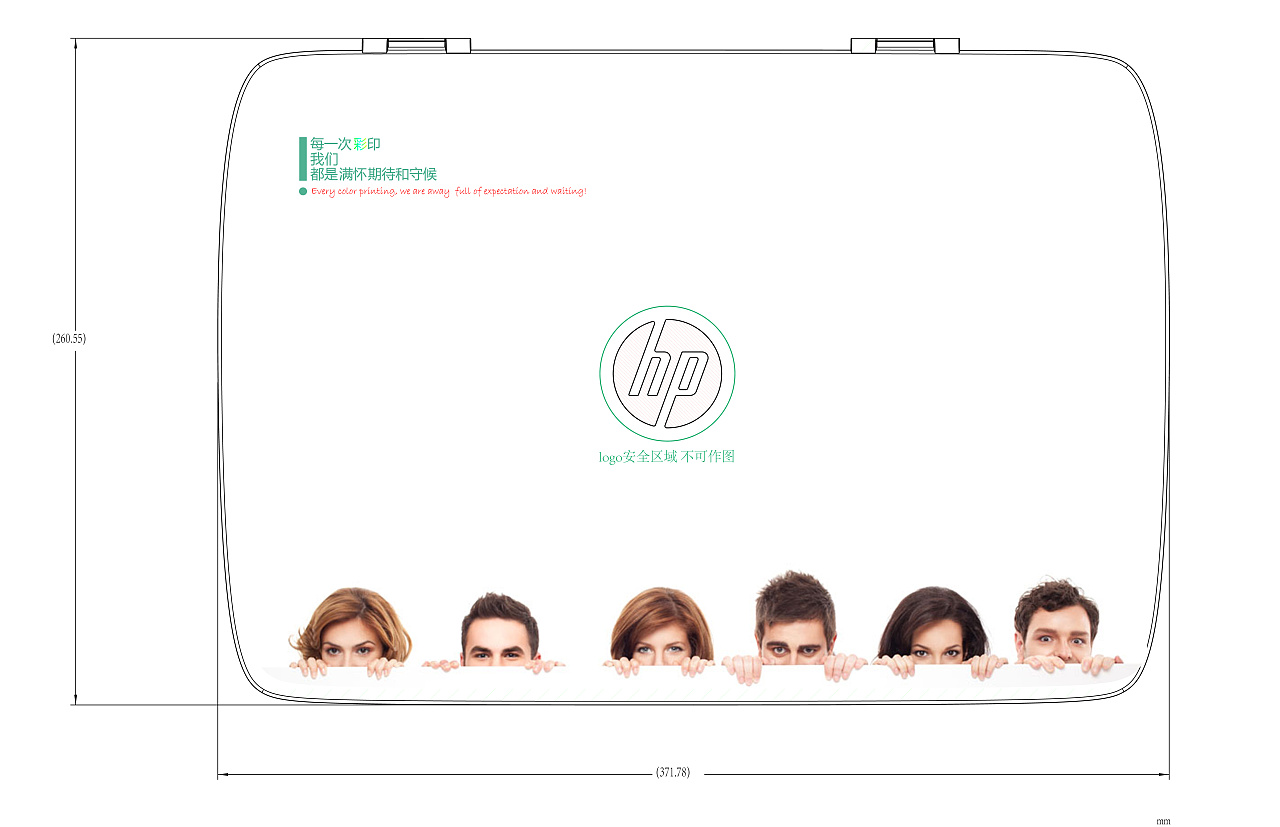 每一次彩印
我们
都是满怀期待和守候
Every color printing, we are away full of expectation and waiting!
(260.55)
hp
logo安全区域 不可作图
(371.78)
mm